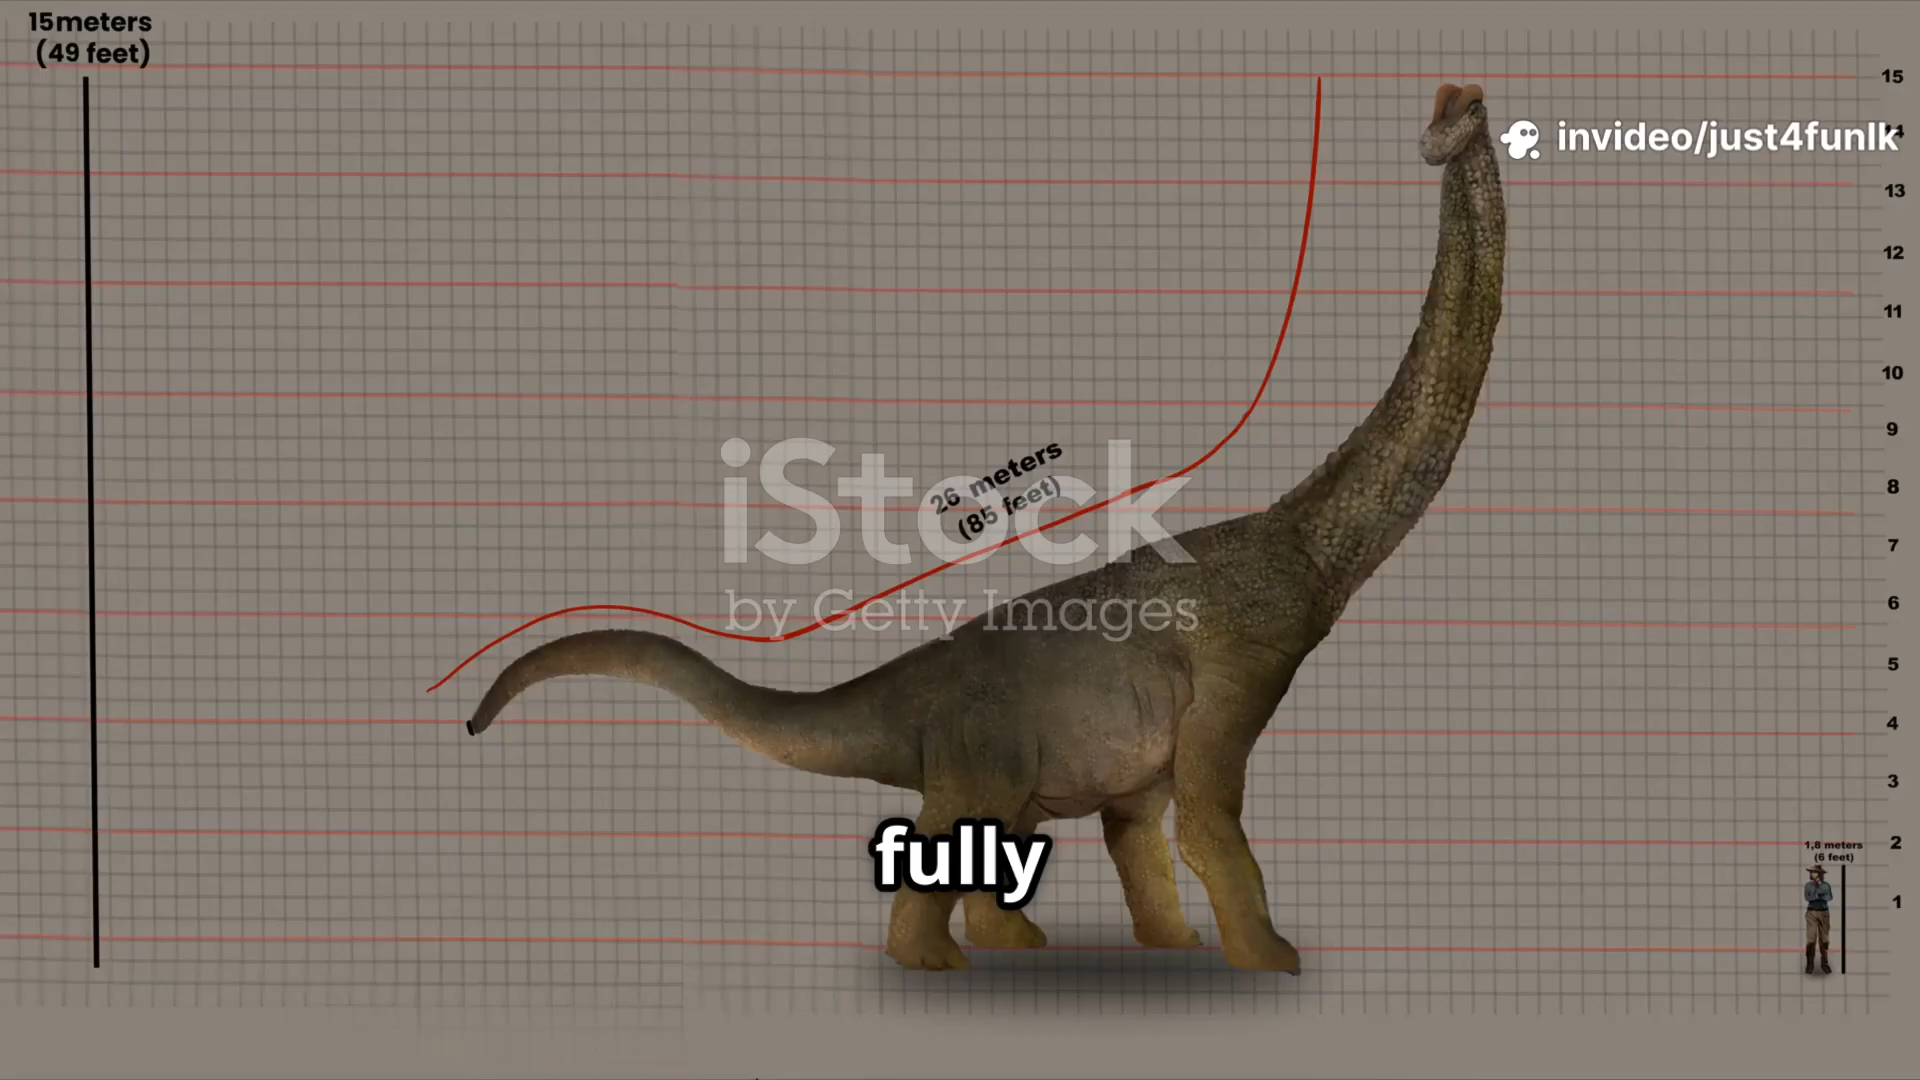 15meters
(49 feet)
15
invideo/just4funlk
13
12
11
10
9
26 meters
(85 feet)
8
iStock
by Getty Images
7
6
5
4
3
fully
2
1,8 meters
(6 feet)
1